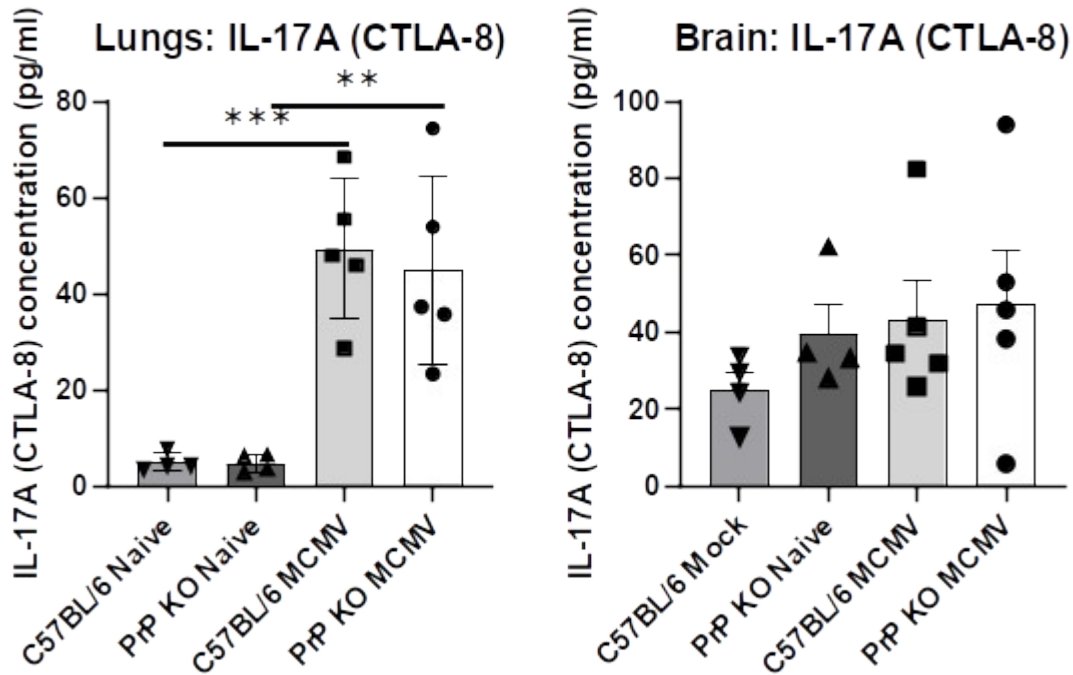 Lungs: IL-17A (CTLA-8)
IL-17A (CTLA-8) concentration (pg/ml)
80
60
40
20
0
**
***
C57BL/6 Naive
PrP KO Naive
C57BL/6 MCMV
PrP KO MCMV
Brain: IL-17A (CTLA-8)
IL-17A (CTLA-8) concentration (pg/ml)
100
80
60
40
20
0
C57BL/6 Mock
PrP KO Naive
C57BL/6 MCMV
PrP KO MCMV